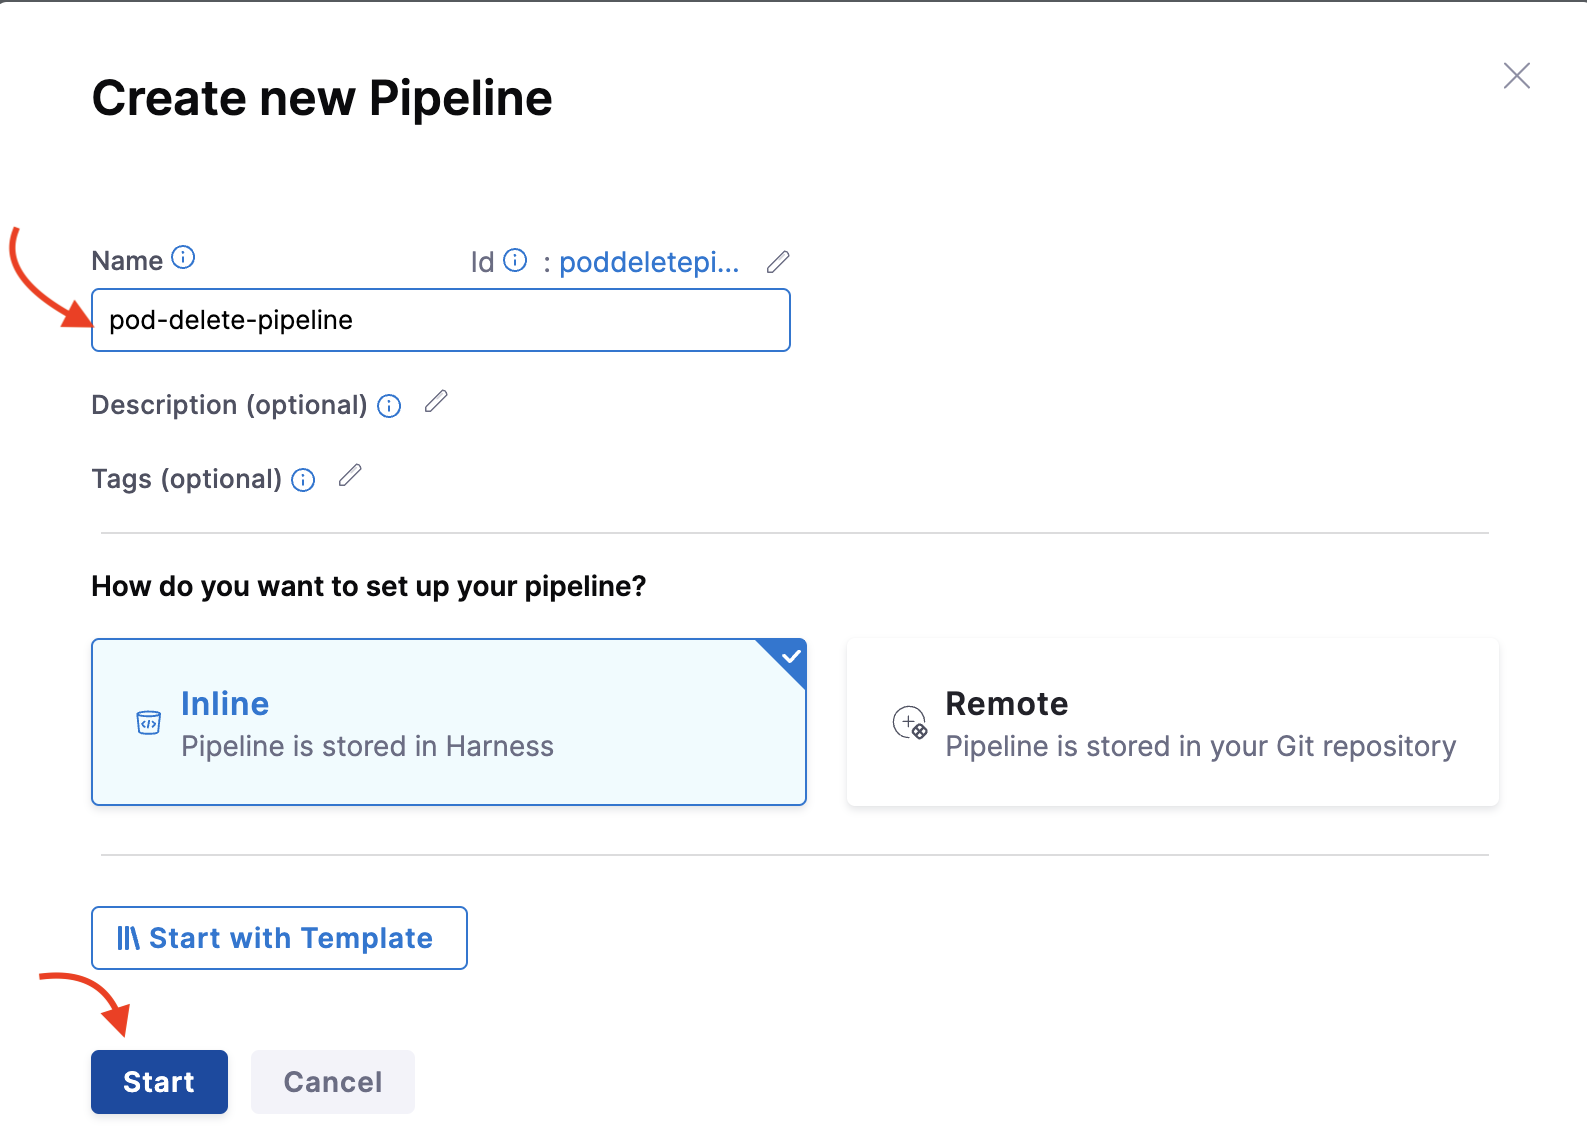 Create new Pipeline
Name Id : poddeletepi...
pod-delete-pipeline
Description (optional)
Tags (optional)
How do you want to set up your pipeline?
Inline
Pipeline is stored in Harness
Remote
Pipeline is stored in your Git repository
Start with Template
Start Cancel